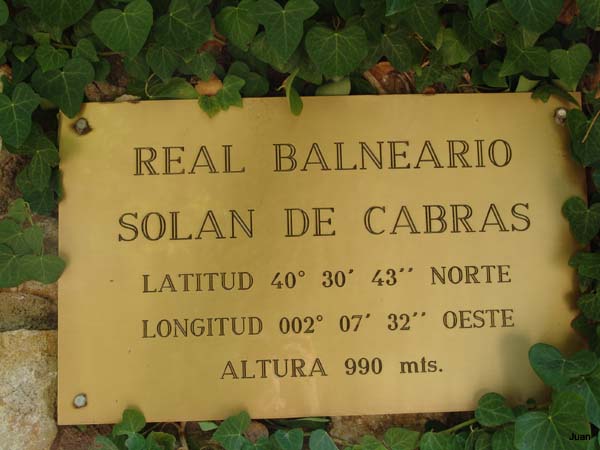 REAL BALNEARIO
SOLAN DE CABRAS
LATITUD 40° 30′ 43″ NORTE
LONGITUD 002° 07′ 32″ OESTE
ALTURA 990 mts.
Juan